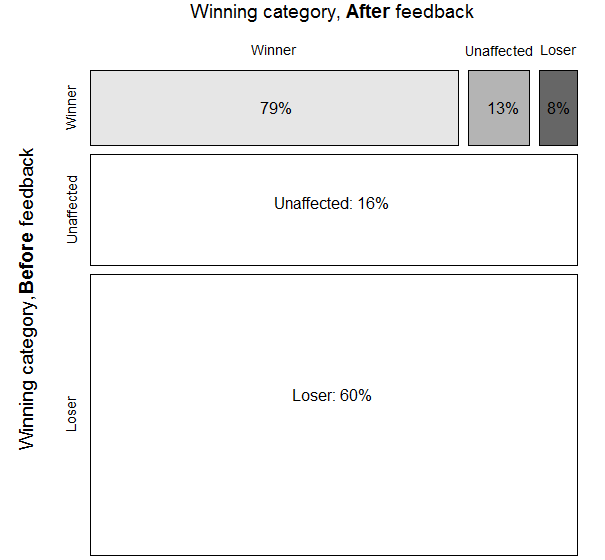 Winning category, After feedback
Winner
Unaffected
Loser
Winner
79%
13%
8%
Unaffected
Unaffected: 16%
Winning category, Before feedback
Loser
Loser: 60%